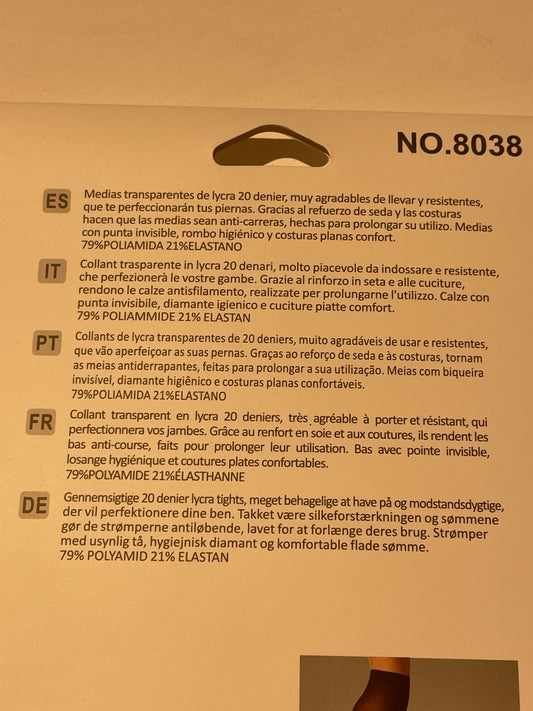 NO.8038
ES
Medias transparentes de lycra 20 denier, muy agradables de llevar y resistentes,
que te perfeccionarán tus piernas. Gracias al refuerzo de seda y las costuras
hacen que las medias sean anti-carreras, hechas para prolongar su utilizo. Medias
con punta invisible, rombo higiénico y costuras planas confort.
79%POLIAMIDA 21%ELASTANO
IT
Collant trasparente in lycra 20 denari, molto piacevole da indossare e resistente,
che perfezionerà le vostre gambe. Grazie al rinforzo in seta e alle cuciture,
rendono le calze antisfilamento, realizzate per prolungarne l'utilizzo. Calze con
punta invisibile, diamante igienico e cuciture piatte comfort.
79% POLIAMMIDE 21% ELASTAN
PT
Collants de lycra transparentes de 20 deniers, muito agradáveis de usar e resistentes,
que vão aperfeiçoar as suas pernas. Graças ao reforço de seda e às costuras, tornam
as meias antiderrapantes, feitas para prolongar a sua utilização. Meias com biqueira
invisível, diamante higiênico e costuras planas confortáveis.
79%POLIAMIDA 21%ELASTANO
FR
Collant transparent en lycra 20 deniers, très agréable à porter et résistant, qui
perfectionnera vos jambes. Grâce au renfort en soie et aux coutures, ils rendent les
bas anti-course, faits pour prolonger leur utilisation. Bas avec pointe invisible,
losange hygiénique et coutures plates confortables.
79%POLYAMIDE 21%ÉLASTHANNE
DE
Gennemsigtige 20 denier lycra tights, meget behagelige at have på og modstandsdygtige,
der vil perfektionere dine ben. Takket være silkeforstærkningen og sømmene
gør de strømperne antiløbende, lavet for at forlænge deres brug. Strømper
med usynlig tå, hygiejnisk diamant og komfortable flade sømme.
79% POLYAMID 21% ELASTAN